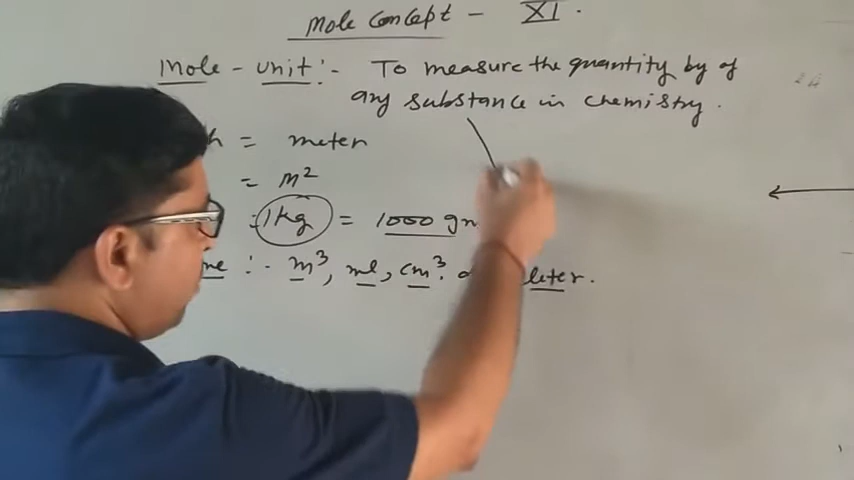 Mole Concept - XI.
Mole - unit :- To measure the quantity by of
any substance in chemistry.
h = meter
= m²
1kg = 1000 gm
me :- m³, ml, cm³. liter.